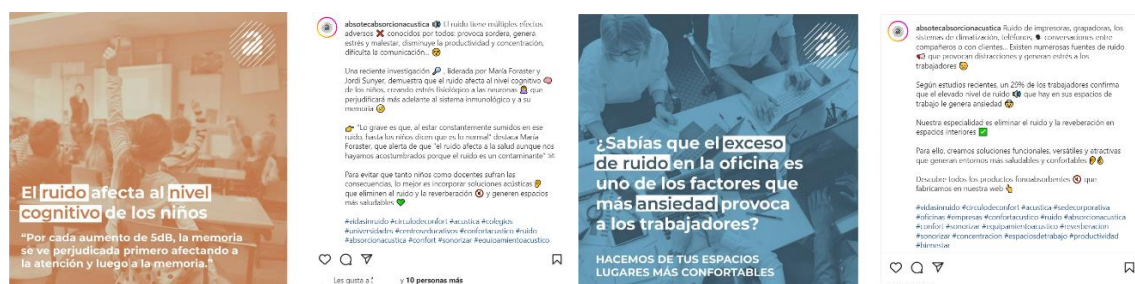 El ruido afecta al nivel
cognitivo de los niños
"Por cada aumento de 5dB, la memoria
se ve perjudicada primero afectando a
la atención y luego a la memoria."
absotecabsorcionacustica El ruido tiene múltiples efectos
adversos conocidos por todos: provoca sordera, genera
estrés y malestar, disminuye la productividad y concentración,
dificulta la comunicación...
Una reciente investigación , liderada por María Foraster y
Jordi Sunyer, demuestra que el ruido afecta al nivel cognitivo
de los niños, creando estrés fisiológico a las neuronas que
perjudicará más adelante al sistema inmunológico y a su
memoria
"Lo grave es que, al estar constantemente sumidos en ese
ruido, hasta los niños dicen que es lo normal" destaca María
Foraster, que alerta de que "el ruido afecta a la salud aunque nos
hayamos acostumbrados porque el ruido es un contaminante"
Para evitar que tanto niños como docentes sufran las
consecuencias, lo mejor es incorporar soluciones acústicas
que eliminen el ruido y la reverberación y generen espacios
más saludables
#vidasinruido #circulodeconfort #acustica #colegios
#universidades #centroseducativos #confortacustico #ruido
#absorcionacustica #confort #sonorizar #equipamientoacustico
Les gusta a y 10 personas más
¿Sabías que el exceso
de ruido en la oficina es
uno de los factores que
más ansiedad provoca
a los trabajadores?
HACEMOS DE TUS ESPACIOS
LUGARES MÁS CONFORTABLES
absotecabsorcionacustica Ruido de impresoras, grapadoras, los
sistemas de climatización, teléfonos, conversaciones entre
compañeros o con clientes... Existen numerosas fuentes de ruido
que provocan distracciones y generan estrés a los
trabajadores
Según estudios recientes, un 25% de los trabajadores confirma
que el elevado nivel de ruido que hay en sus espacios de
trabajo le genera ansiedad
Nuestra especialidad es eliminar el ruido y la reverberación en
espacios interiores
Para ello, creamos soluciones funcionales, versátiles y atractivas
que generan entornos más saludables y confortables
Descubre todos los productos fonoabsorbentes que
fabricamos en nuestra web
#vidasinruido #circulodeconfort #acustica #sedecorporativa
#oficinas #empresas #confortacustico #ruido #absorcionacustica
#confort #sonorizar #equipamientoacustico #reverberacion
#sonorizar #concentracion #espaciosdetrabajo #productividad
#bienestar